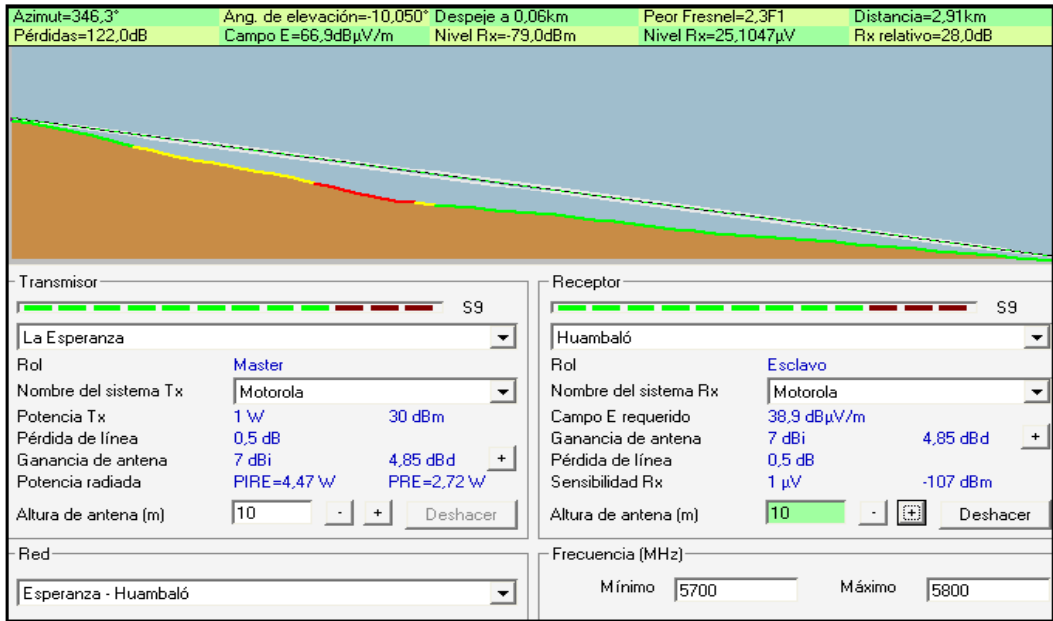 Azimut=346,3° Ang. de elevación=-10,050° Despeje a 0,06km Peor Fresnel=2,3F1 Distancia=2,91km
Pérdidas=122,0dB Campo E=66,9dBµV/m Nivel Rx=-79,0dBm Nivel Rx=25,1047µV Rx relativo=28,0dB
Transmisor
S9
La Esperanza
Rol Master
Nombre del sistema Tx Motorola
Potencia Tx 1 W 30 dBm
Pérdida de línea 0,5 dB
Ganancia de antena 7 dBi 4,85 dBd +
Potencia radiada PIRE=4,47 W PRE=2,72 W
Altura de antena (m) 10 - + Deshacer
Receptor
S9
Huambaló
Rol Esclavo
Nombre del sistema Rx Motorola
Campo E requerido 38,9 dBµV/m
Ganancia de antena 7 dBi 4,85 dBd +
Pérdida de línea 0,5 dB
Sensibilidad Rx 1 µV -107 dBm
Altura de antena (m) 10 - + Deshacer
Red
Esperanza - Huambaló
Frecuencia (MHz)
Mínimo 5700 Máximo 5800